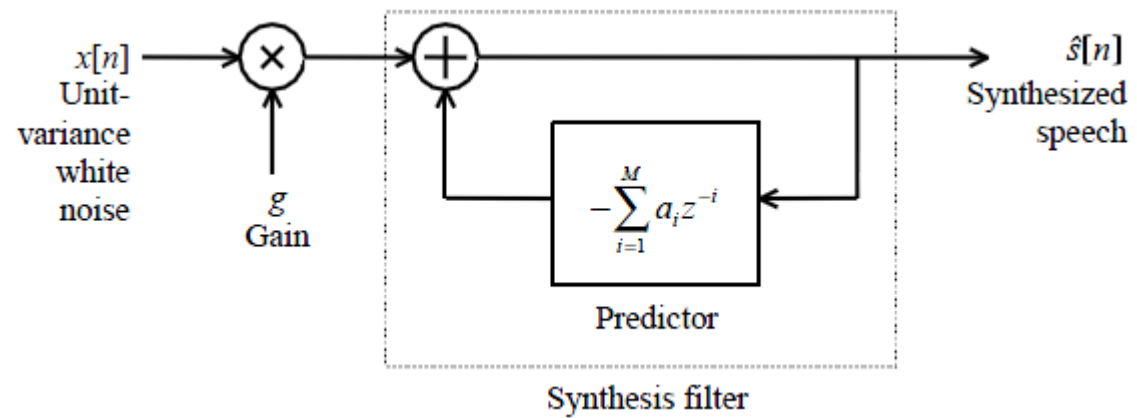 x[n]
Unit-
variance
white
noise
g
Gain
M
−∑ a_i z^{-i}
i=1
Predictor
Synthesis filter
ŝ[n]
Synthesized
speech